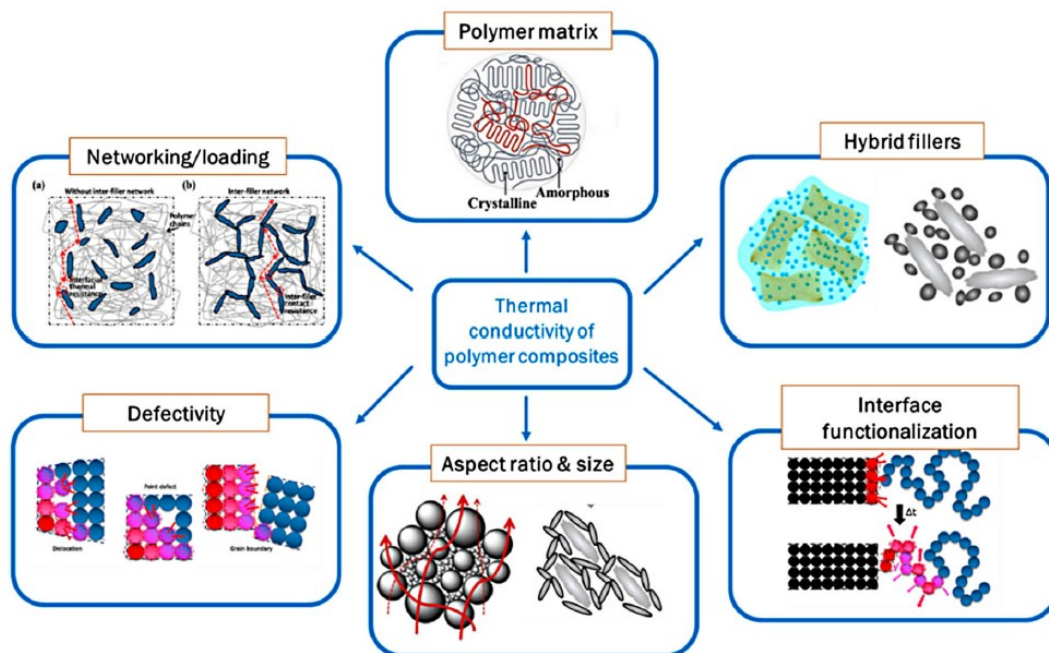 Polymer matrix
Crystalline
Amorphous
Networking/loading
(a)
Without inter-filler network
(b)
Inter-filler network
Polymer
chains
Interfacial
thermal
resistance
Inter-filler
contact
resistance
Hybrid fillers
Thermal
conductivity of
polymer composites
Defectivity
Dislocation
Point defect
Grain boundary
Aspect ratio & size
Interface
functionalization
Δt